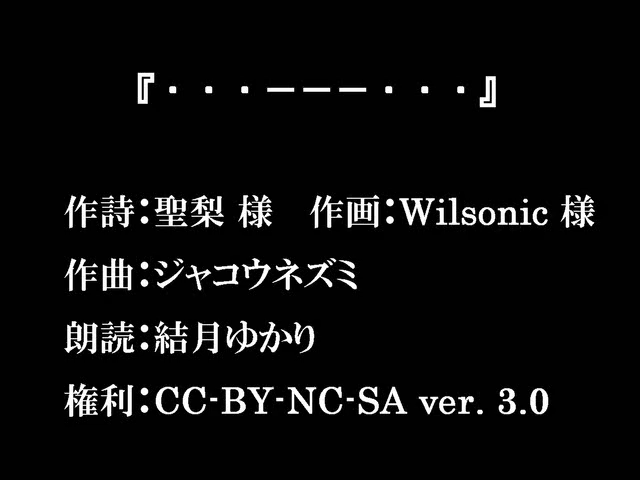 『・・・ーーー・・・』
作詩：聖梨 様　作画：Wilsonic 様
作曲：ジャコウネズミ
朗読：結月ゆかり
権利：CC-BY-NC-SA ver. 3.0